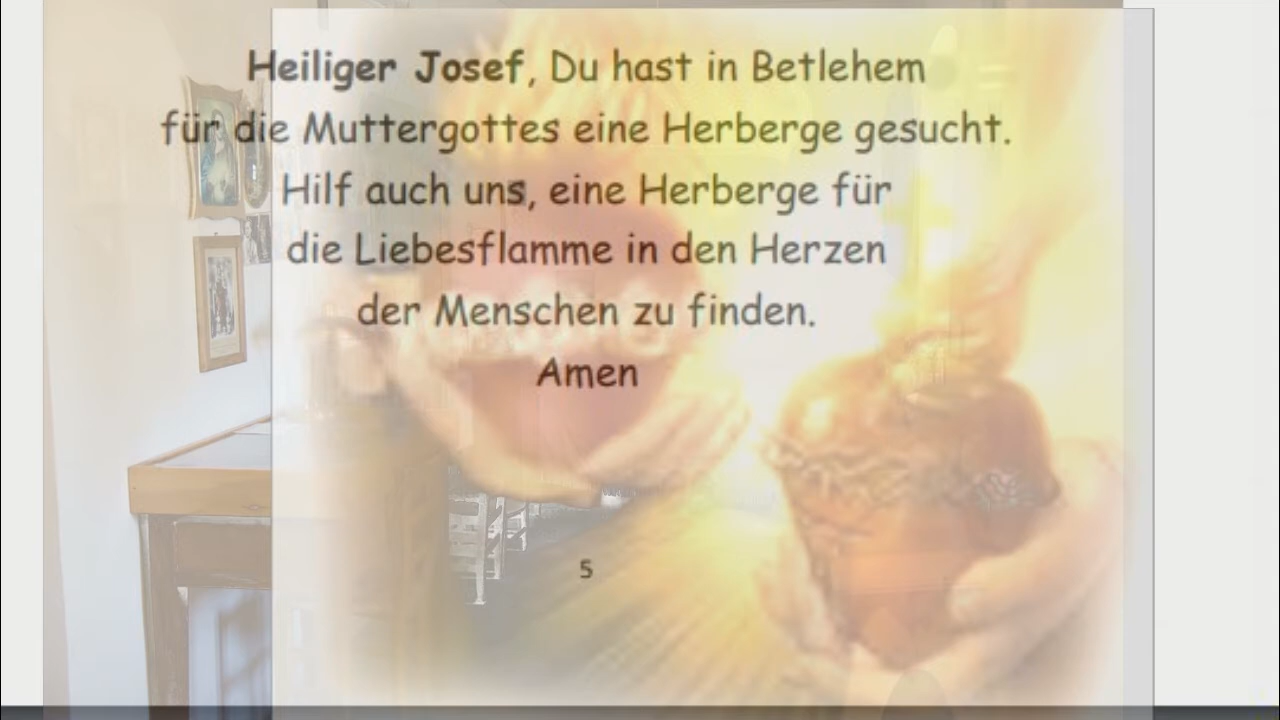 Heiliger Josef, Du hast in Betlehem
für die Muttergottes eine Herberge gesucht.
Hilf auch uns, eine Herberge für
die Liebesflamme in den Herzen
der Menschen zu finden.
Amen
5